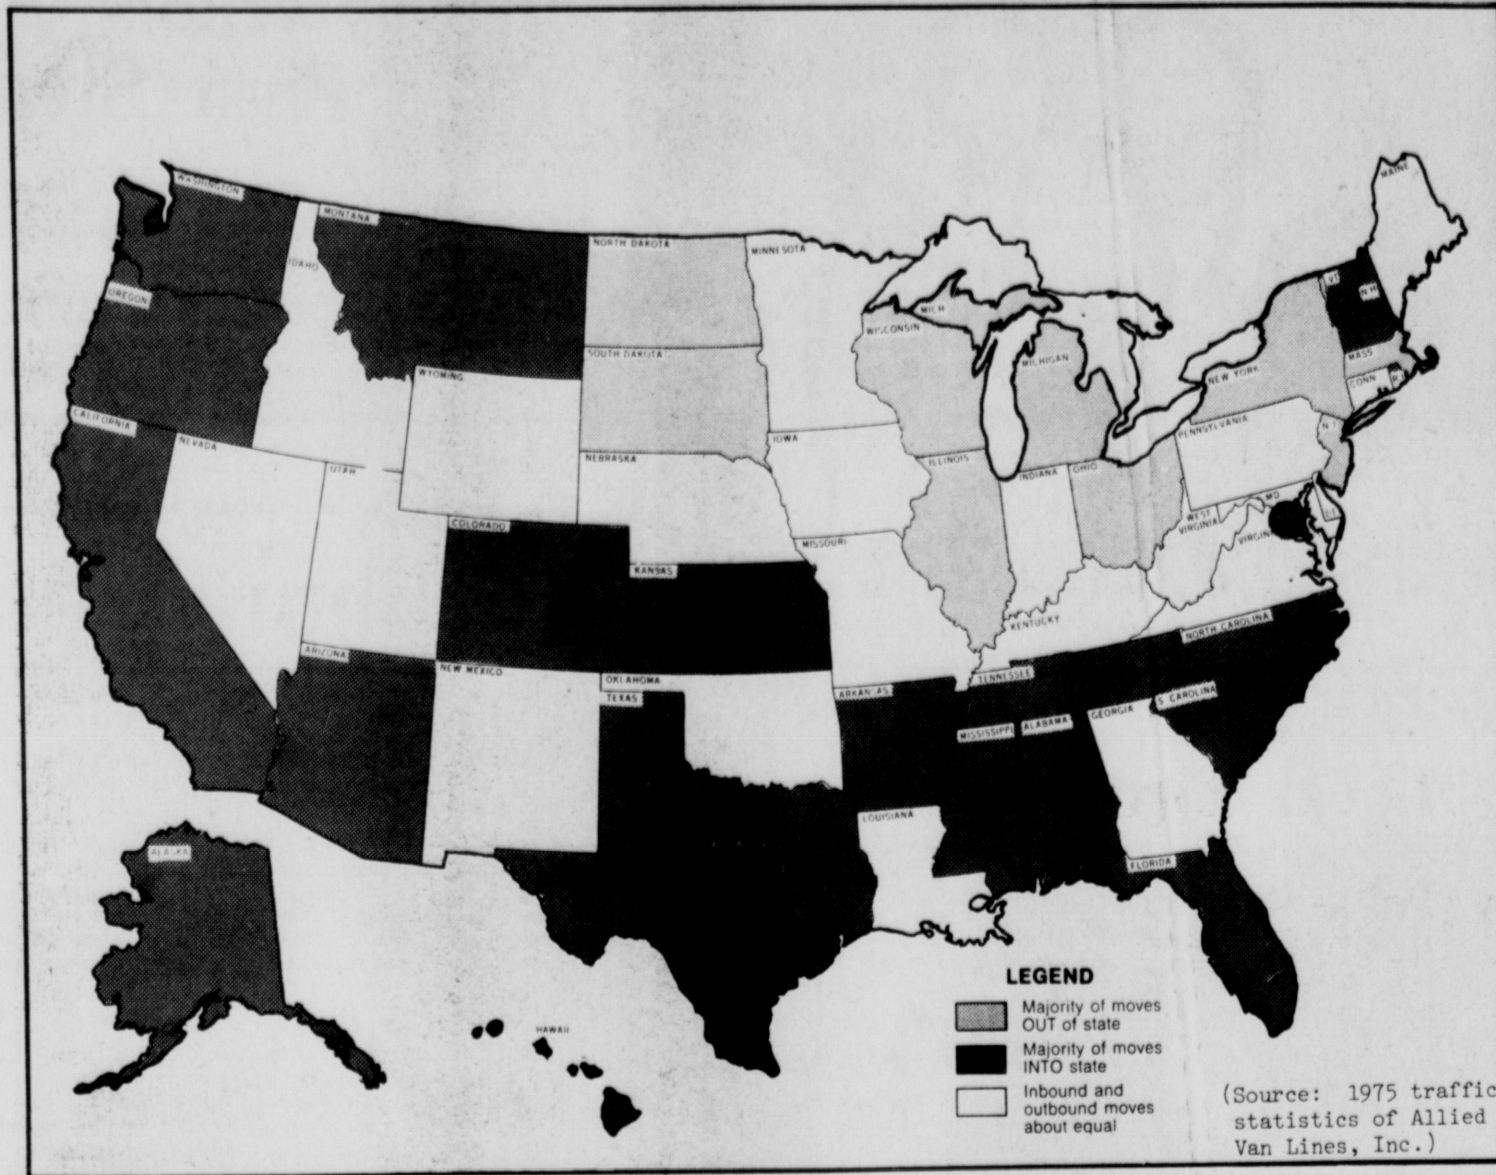 WASHINGTON
MONTANA
IDAHO
OREGON
NORTH DAKOTA
MINNESOTA
MAINE
VT
N H
MICH
WISCONSIN
MICHIGAN
SOUTH DAKOTA
WYOMING
MASS
NEW YORK
CONN
R I
CALIFORNIA
NEVADA
UTAH
NEBRASKA
IOWA
ILLINOIS
INDIANA
OHIO
PENNSYLVANIA
N J
MD
DE
WEST
VIRGINIA
COLORADO
KANSAS
MISSOURI
KENTUCKY
NORTH CAROLINA
ARIZONA
NEW MEXICO
OKLAHOMA
TEXAS
ARKANSAS
TENNESSEE
S. CAROLINA
MISSISSIPPI
ALABAMA
GEORGIA
LOUISIANA
FLORIDA
ALASKA
HAWAII
LEGEND
Majority of moves
OUT of state
Majority of moves
INTO state
Inbound and
outbound moves
about equal
(Source: 1975 traffic
statistics of Allied
Van Lines, Inc.)